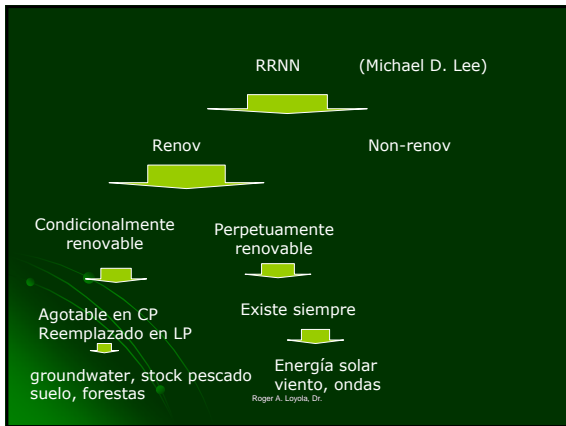 RRNN (Michael D. Lee)
Renov Non-renov
Condicionalmente
renovable
Perpetuamente
renovable
Agotable en CP
Reemplazado en LP
Existe siempre
groundwater, stock pescado
suelo, forestas
Energía solar
viento, ondas
Roger A. Loyola, Dr.